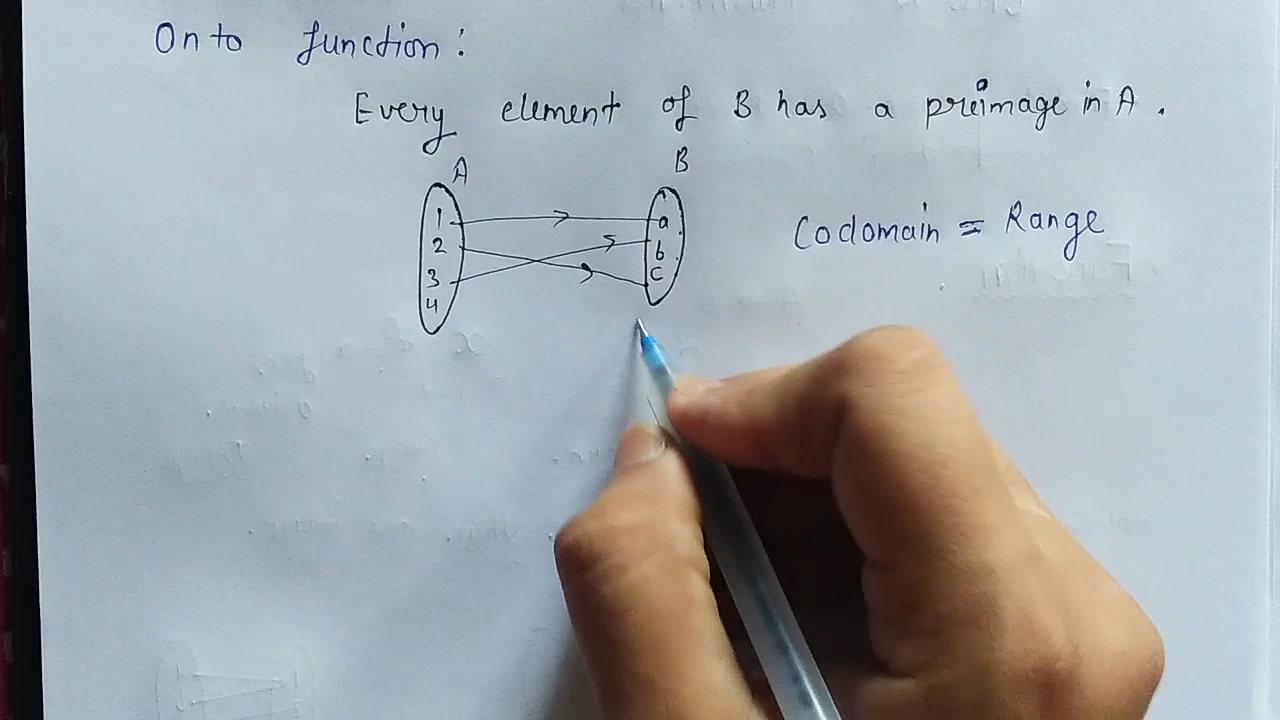 Onto function:
Every element of B has a preimage in A.
A B
1 a
2 b
3 c
4
Codomain = Range